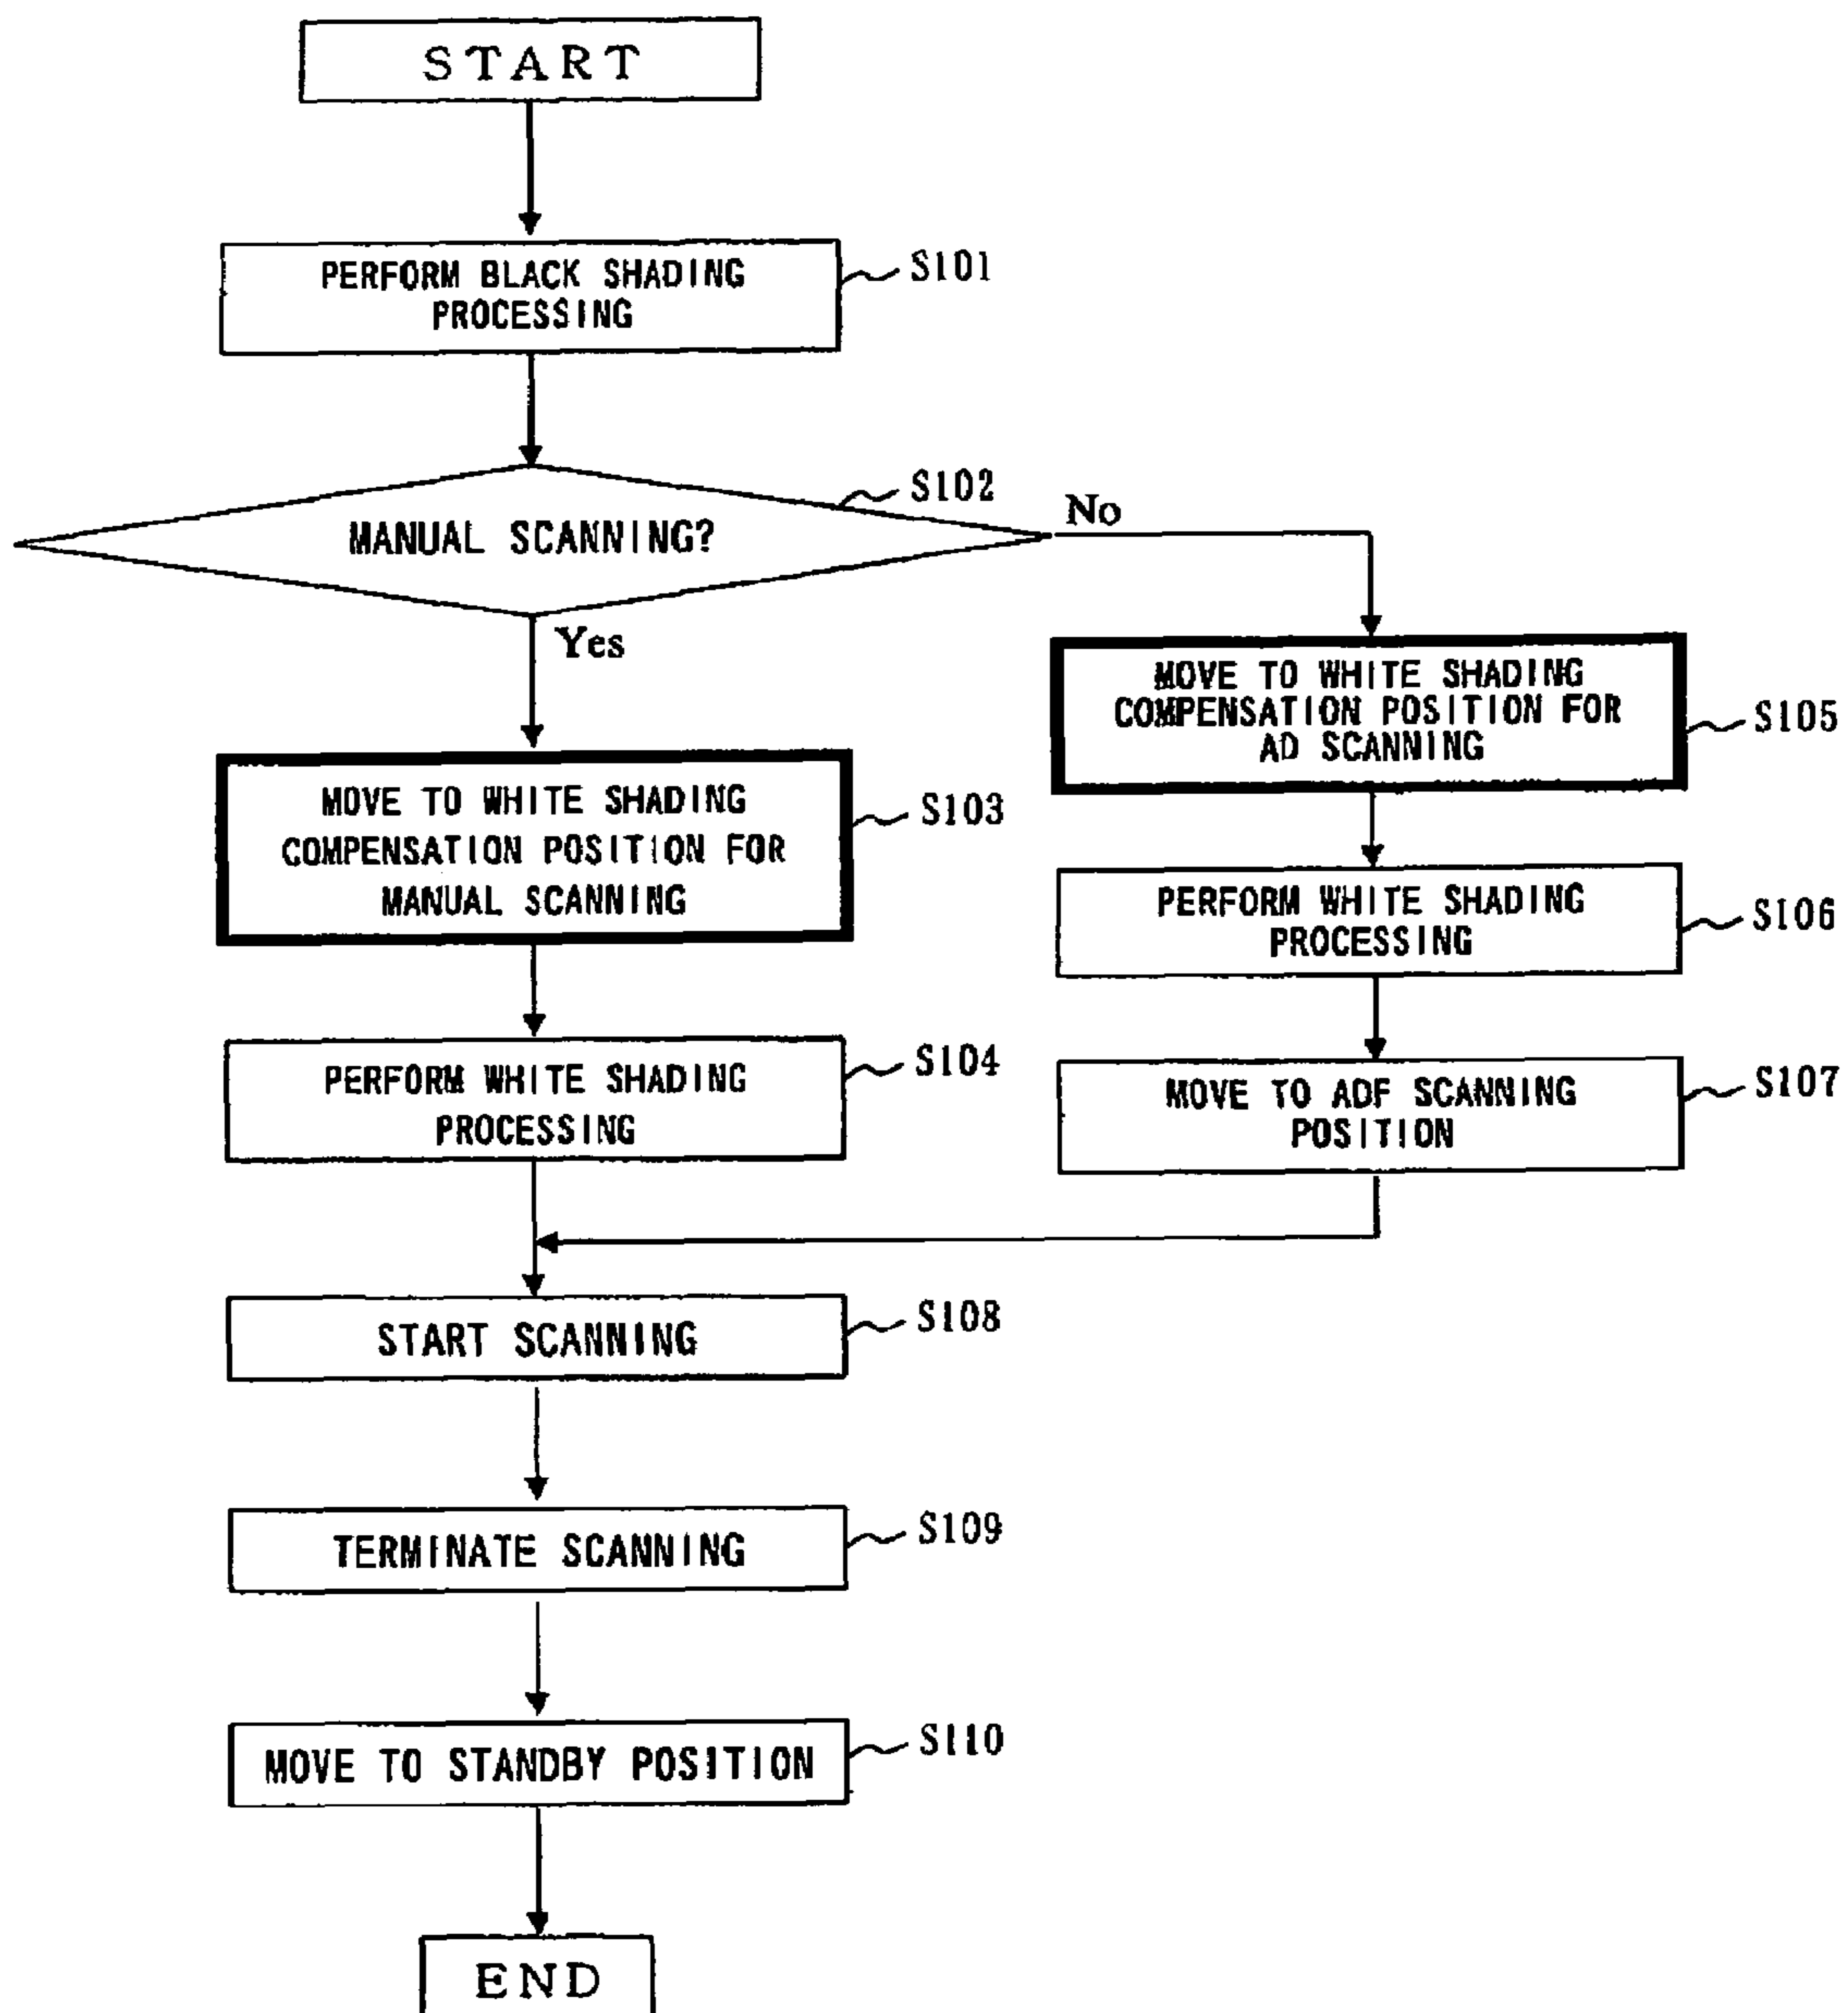 START
PERFORM BLACK SHADING
PROCESSING
S101
MANUAL SCANNING?
S102
No
Yes
MOVE TO WHITE SHADING
COMPENSATION POSITION FOR
AD SCANNING
S105
MOVE TO WHITE SHADING
COMPENSATION POSITION FOR
MANUAL SCANNING
S103
PERFORM WHITE SHADING
PROCESSING
S106
PERFORM WHITE SHADING
PROCESSING
S104
MOVE TO ADF SCANNING
POSITION
S107
START SCANNING
S108
TERMINATE SCANNING
S109
MOVE TO STANDBY POSITION
S110
END